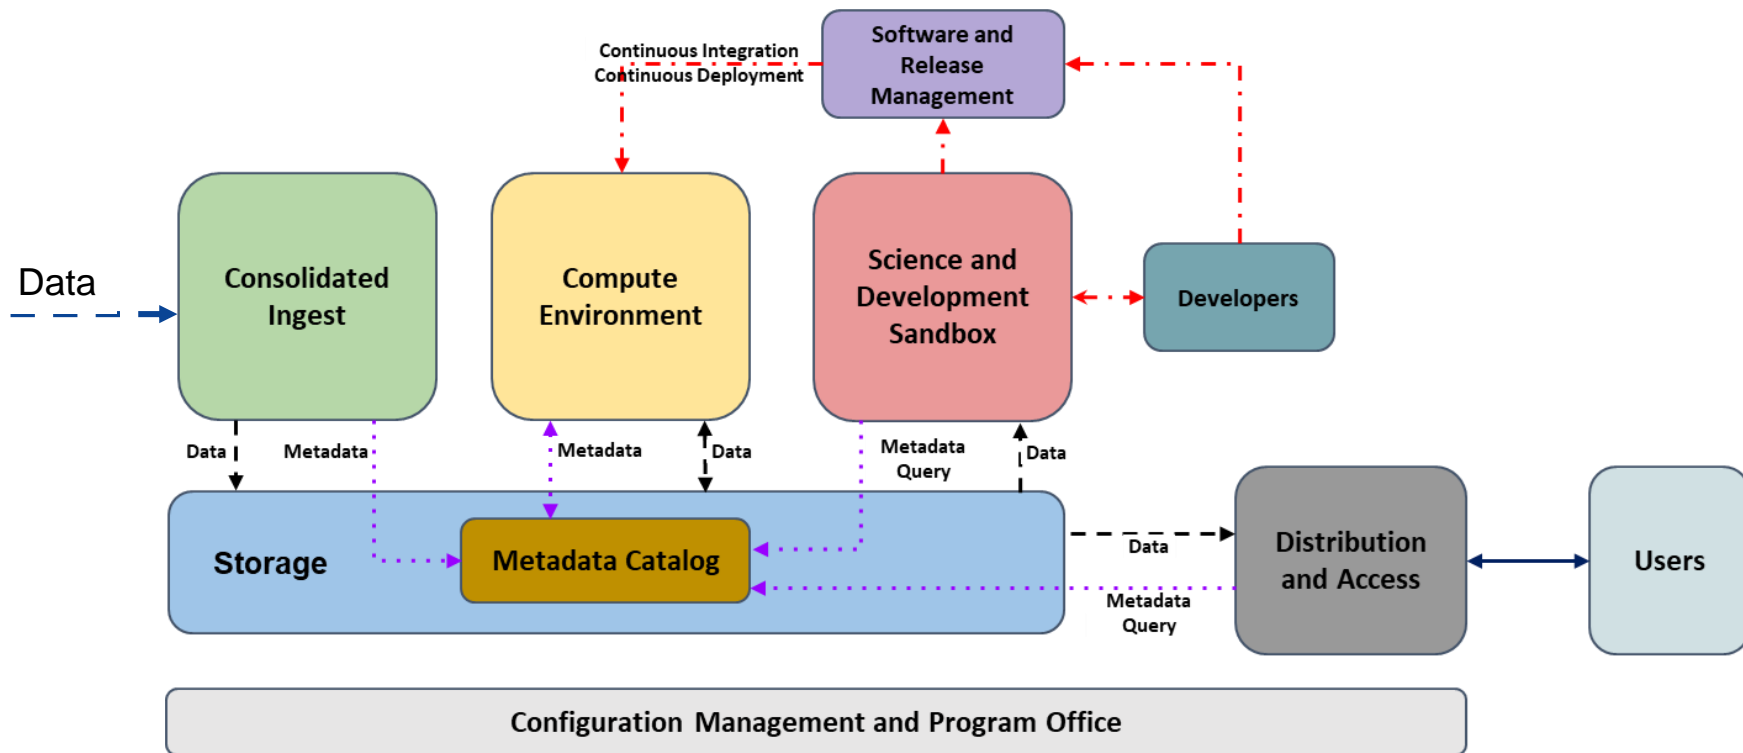 Software and
Release
Management
Continuous Integration
Continuous Deployment
Data
Consolidated
Ingest
Compute
Environment
Science and
Development
Sandbox
Developers
Data
Metadata
Metadata
Data
Metadata
Query
Data
Storage
Metadata Catalog
Data
Metadata
Query
Distribution
and Access
Users
Configuration Management and Program Office